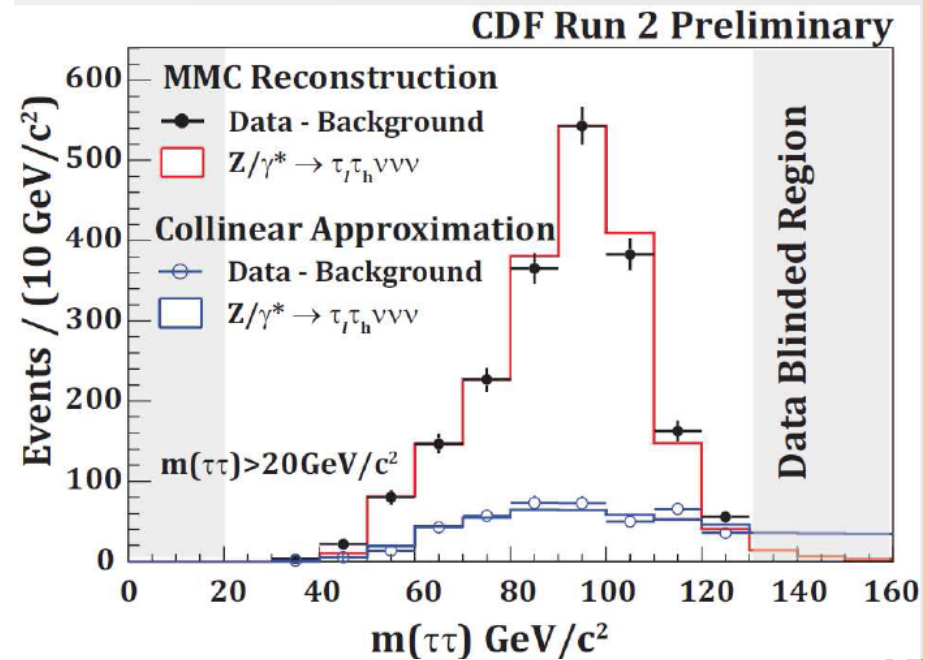 CDF Run 2 Preliminary
MMC Reconstruction
Data - Background
Z/γ* → τₗτₕννν
Collinear Approximation
Data - Background
Z/γ* → τₗτₕννν
m(ττ)>20GeV/c²
Data Blinded Region
Events / (10 GeV/c²)
600
500
400
300
200
100
0
0 20 40 60 80 100 120 140 160
m(ττ) GeV/c²